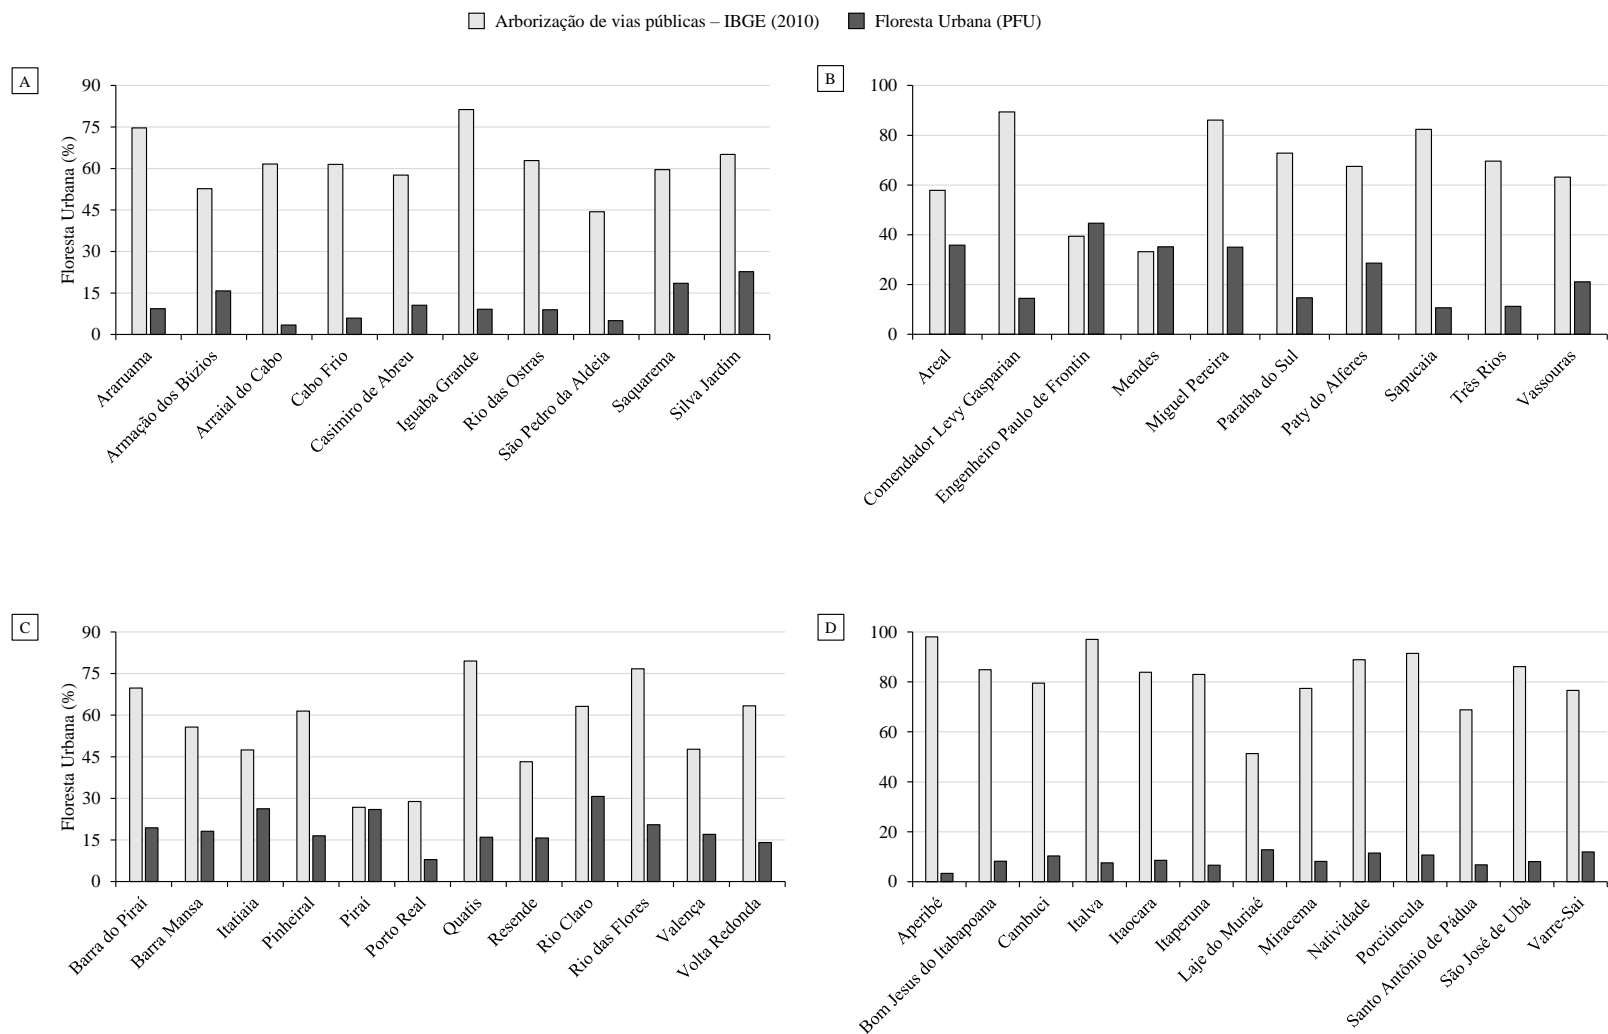 Arborização de vias públicas – IBGE (2010)
Floresta Urbana (PFU)
A
Floresta Urbana (%)
90
75
60
45
30
15
0
Araruama
Armação dos Búzios
Arraial do Cabo
Cabo Frio
Casimiro de Abreu
Iguaba Grande
Rio das Ostras
São Pedro da Aldeia
Saquarema
Silva Jardim
B
100
80
60
40
20
0
Areal
Comendador Levy Gasparian
Engenheiro Paulo de Frontin
Mendes
Miguel Pereira
Paraíba do Sul
Paty do Alferes
Sapucaia
Três Rios
Vassouras
C
Floresta Urbana (%)
90
75
60
45
30
15
0
Barra do Piraí
Barra Mansa
Itatiaia
Pinheiral
Piraí
Porto Real
Quatis
Resende
Rio Claro
Rio das Flores
Valença
Volta Redonda
D
100
80
60
40
20
0
Aperibé
Bom Jesus do Itabapoana
Cambuci
Italva
Itaocara
Itaperuna
Laje do Muriaé
Miracema
Natividade
Porciúncula
Santo Antônio de Pádua
São José de Ubá
Varre-Sai